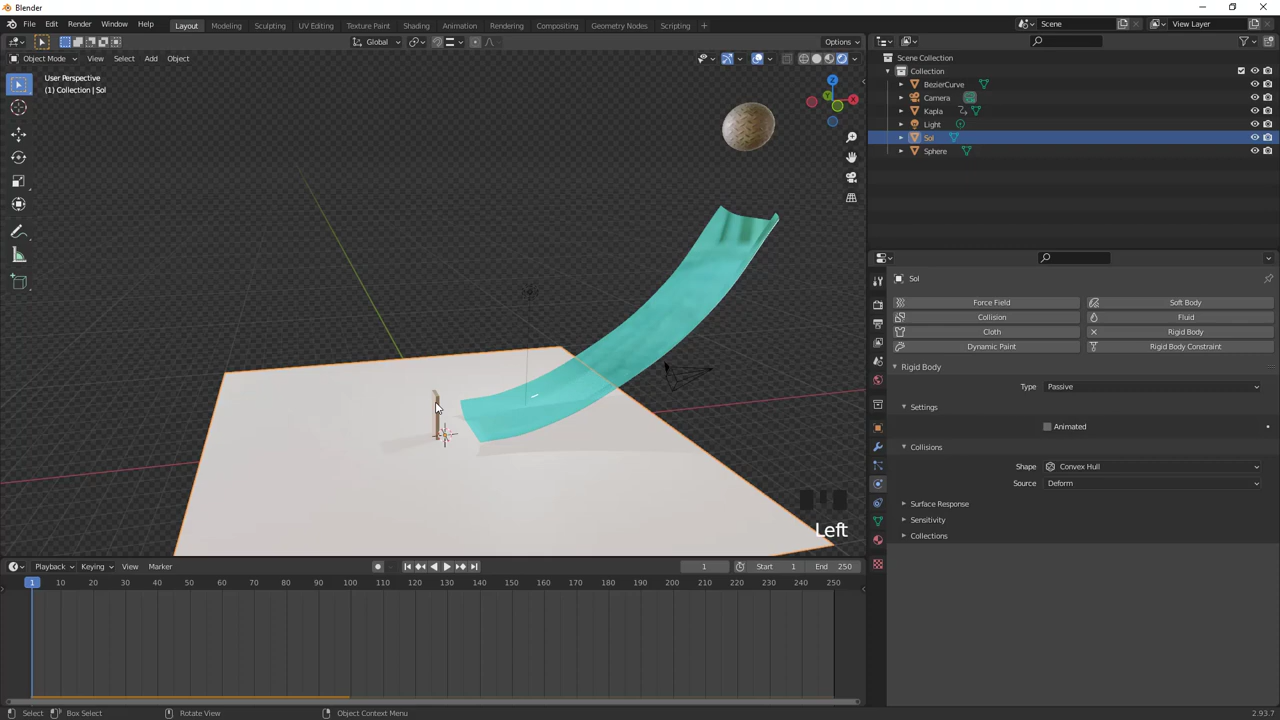 Blender
File Edit Render Window Help Layout Modeling Sculpting UV Editing Texture Paint Shading Animation Rendering Compositing Geometry Nodes Scripting + Scene View Layer
Global Options
Object Mode View Select Add Object
User Perspective
(1) Collection | Sol
Z
Y
X
Left
Scene Collection
Collection
BezierCurve
Camera
Kapla
Light
Sol
Sphere
Sol
Force Field Soft Body
Collision Fluid
Cloth Rigid Body
Dynamic Paint Rigid Body Constraint
Rigid Body
Type Passive
Settings
Animated
Collisions
Shape Convex Hull
Source Deform
Surface Response
Sensitivity
Collections
Playback Keying View Marker 1 Start 1 End 250
1 10 20 30 40 50 60 70 80 90 100 110 120 130 140 150 160 170 180 190 200 210 220 230 240 250
Select Box Select Rotate View Object Context Menu 2.93.7